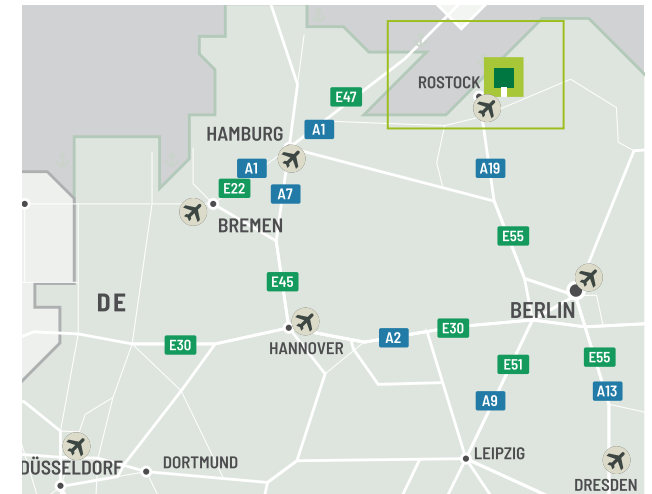 ROSTOCK
E47
A1
HAMBURG
A1
A19
E22
A7
BREMEN
E55
E45
DE
BERLIN
E30
A2
E30
HANNOVER
E51
E55
A9
A13
DÜSSELDORF
DORTMUND
LEIPZIG
DRESDEN